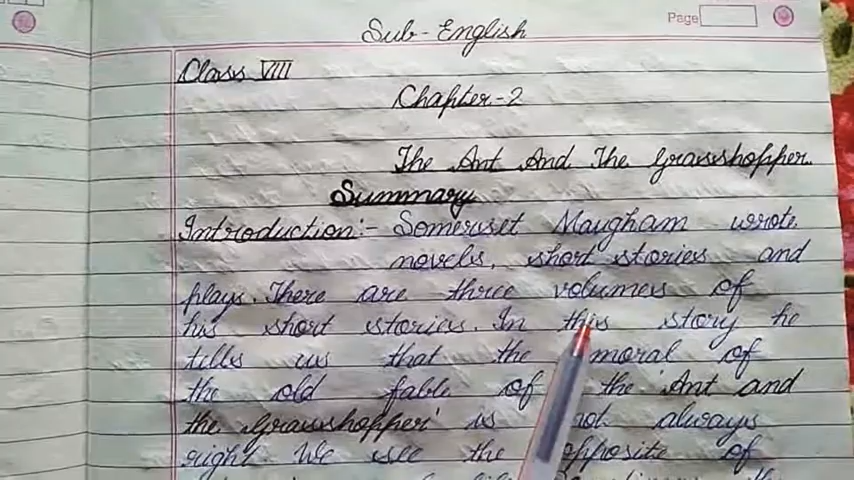 Page
Sub - English
Class VIII
Chapter-2
The Ant And The Grasshopper.
Summary
Introduction:- Somerset Maugham wrote
novels, short stories and
plays. There are three volumes of
his short stories. In this story he
tells us that the moral of
the old fable of 'the Ant and
the Grasshopper' is not always
right. We see the opposite of